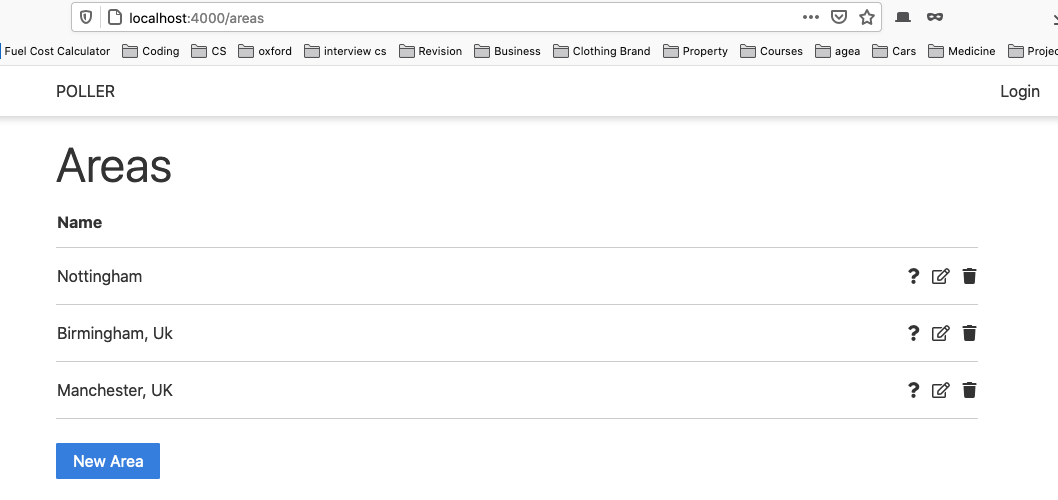 localhost:4000/areas
Fuel Cost Calculator Coding CS oxford interview cs Revision Business Clothing Brand Property Courses agea Cars Medicine Projec
POLLER Login
Areas
Name
Nottingham ?
Birmingham, Uk ?
Manchester, UK ?
New Area